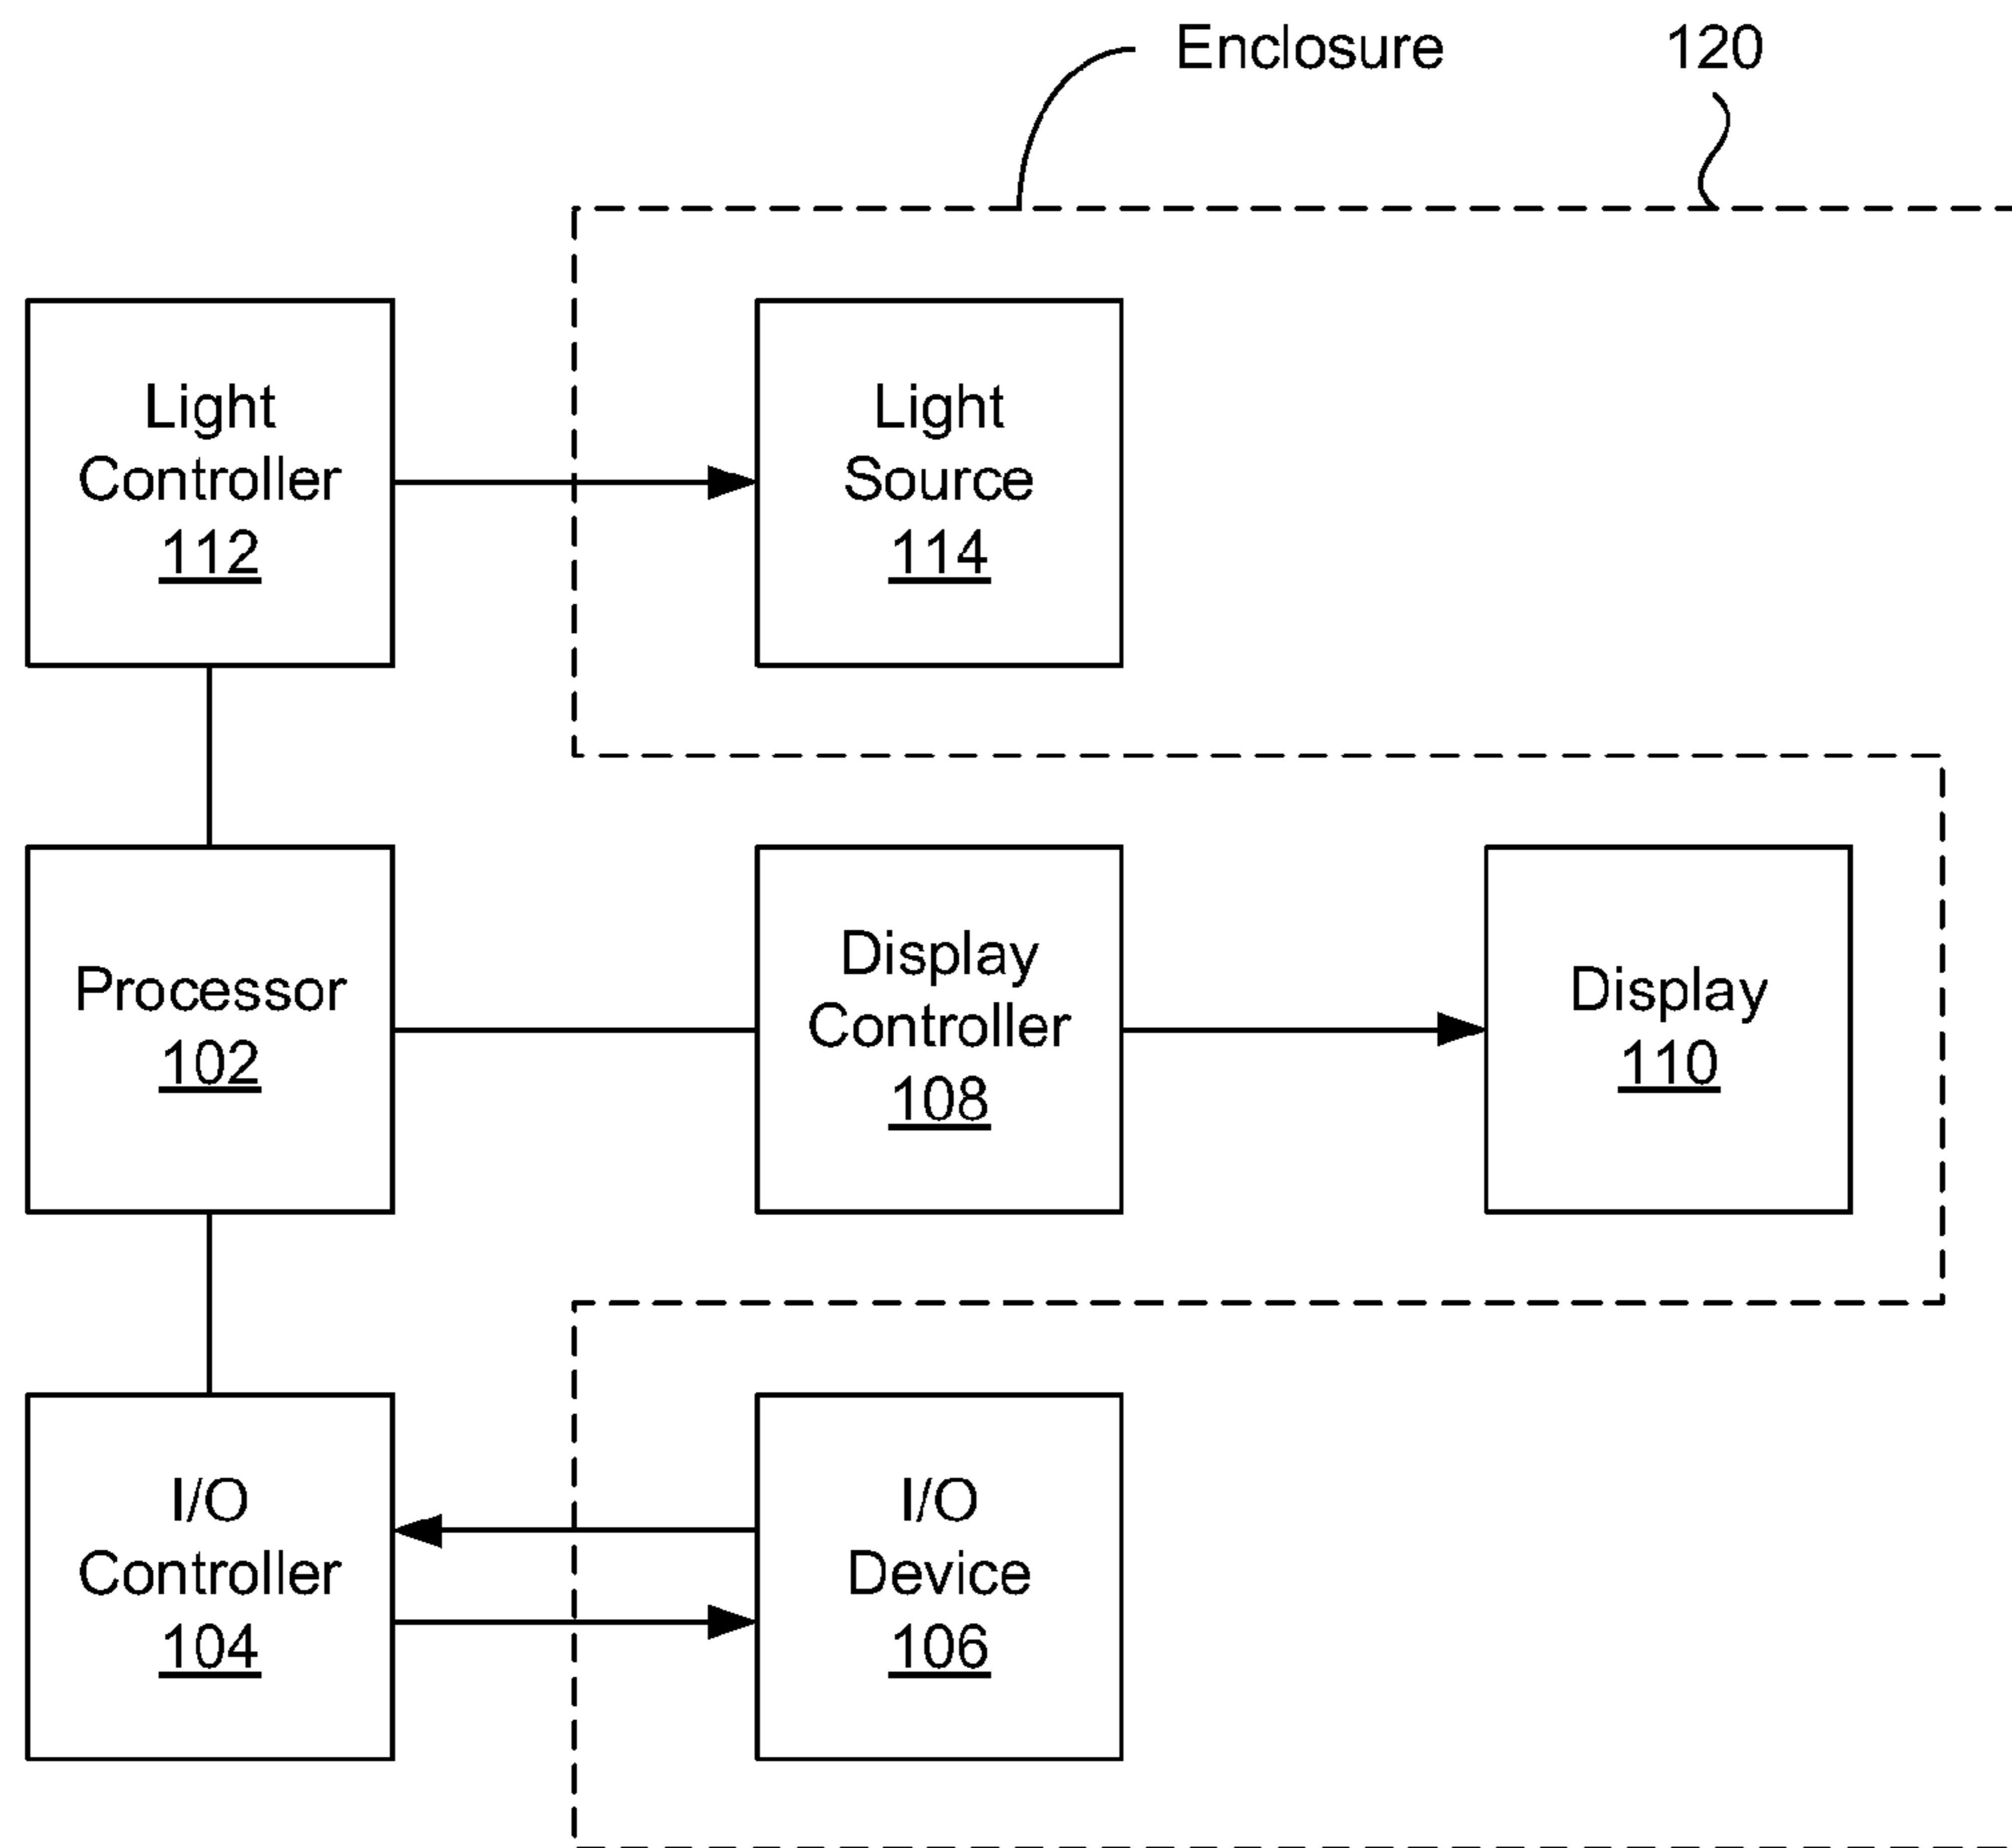 Enclosure 120
Light
Controller
112
Light
Source
114
Processor
102
Display
Controller
108
Display
110
I/O
Controller
104
I/O
Device
106